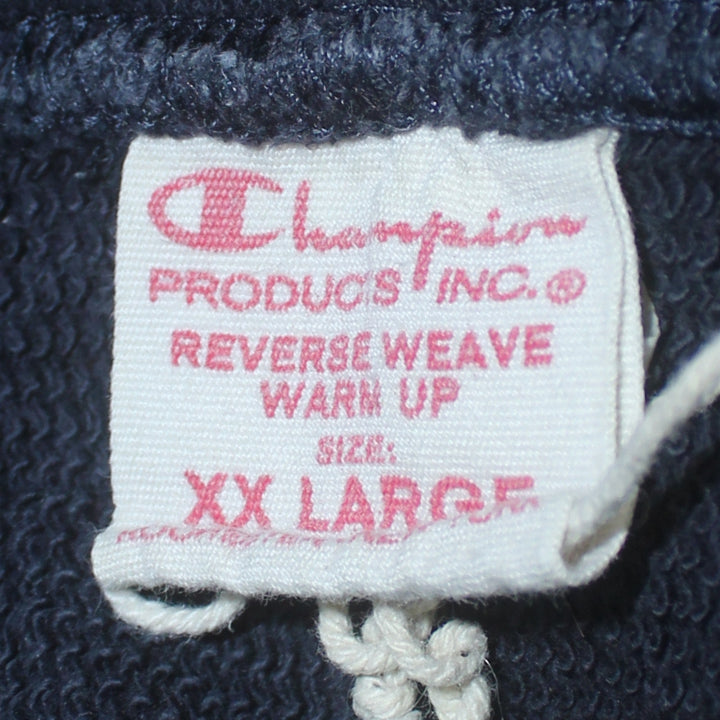 Champion
PRODUCTS INC.®
REVERSE WEAVE
WARM UP
SIZE:
XX LARGE